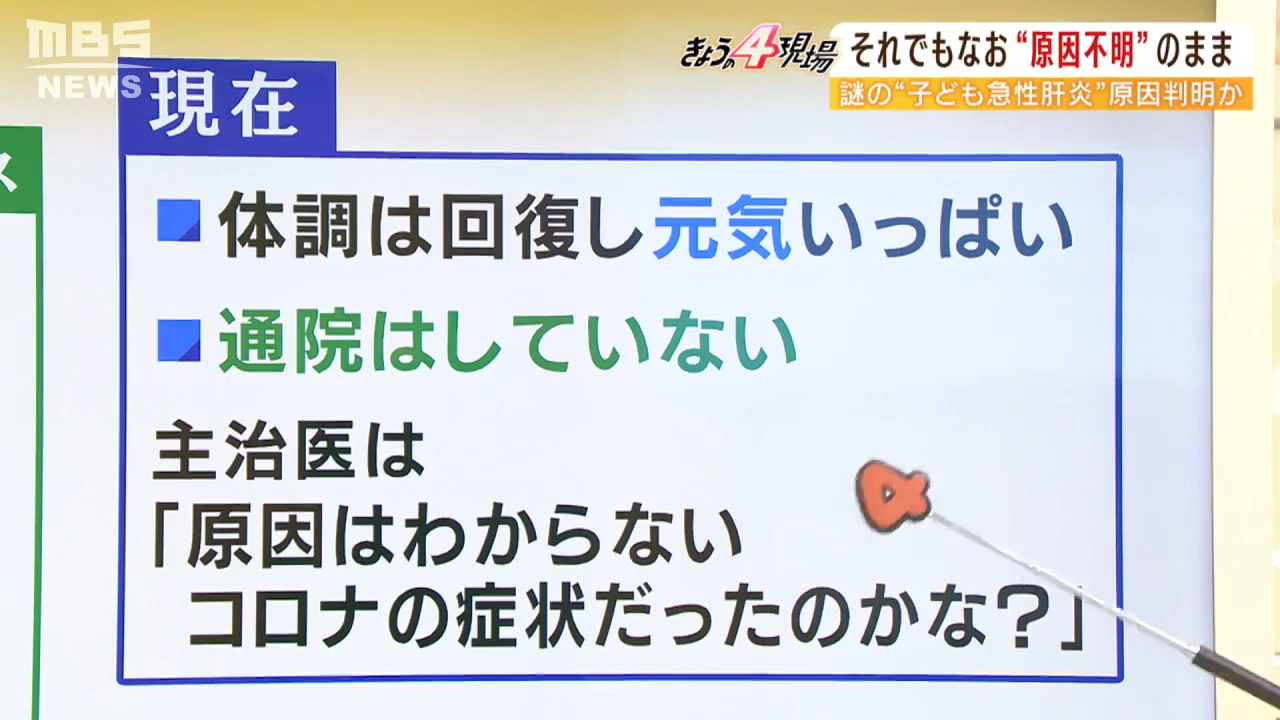 MBS
NEWS
きょうの4現場
それでもなお“原因不明”のまま
謎の“子ども急性肝炎”原因判明か
現在
ス
■体調は回復し元気いっぱい
■通院はしていない
主治医は
「原因はわからない
コロナの症状だったのかな?」
4